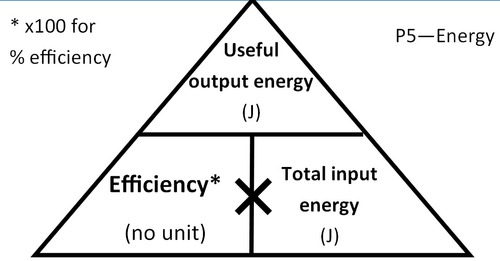 * x100 for
% efficiency
P5—Energy
Useful
output energy
(J)
Efficiency*
(no unit)
Total input
energy
(J)